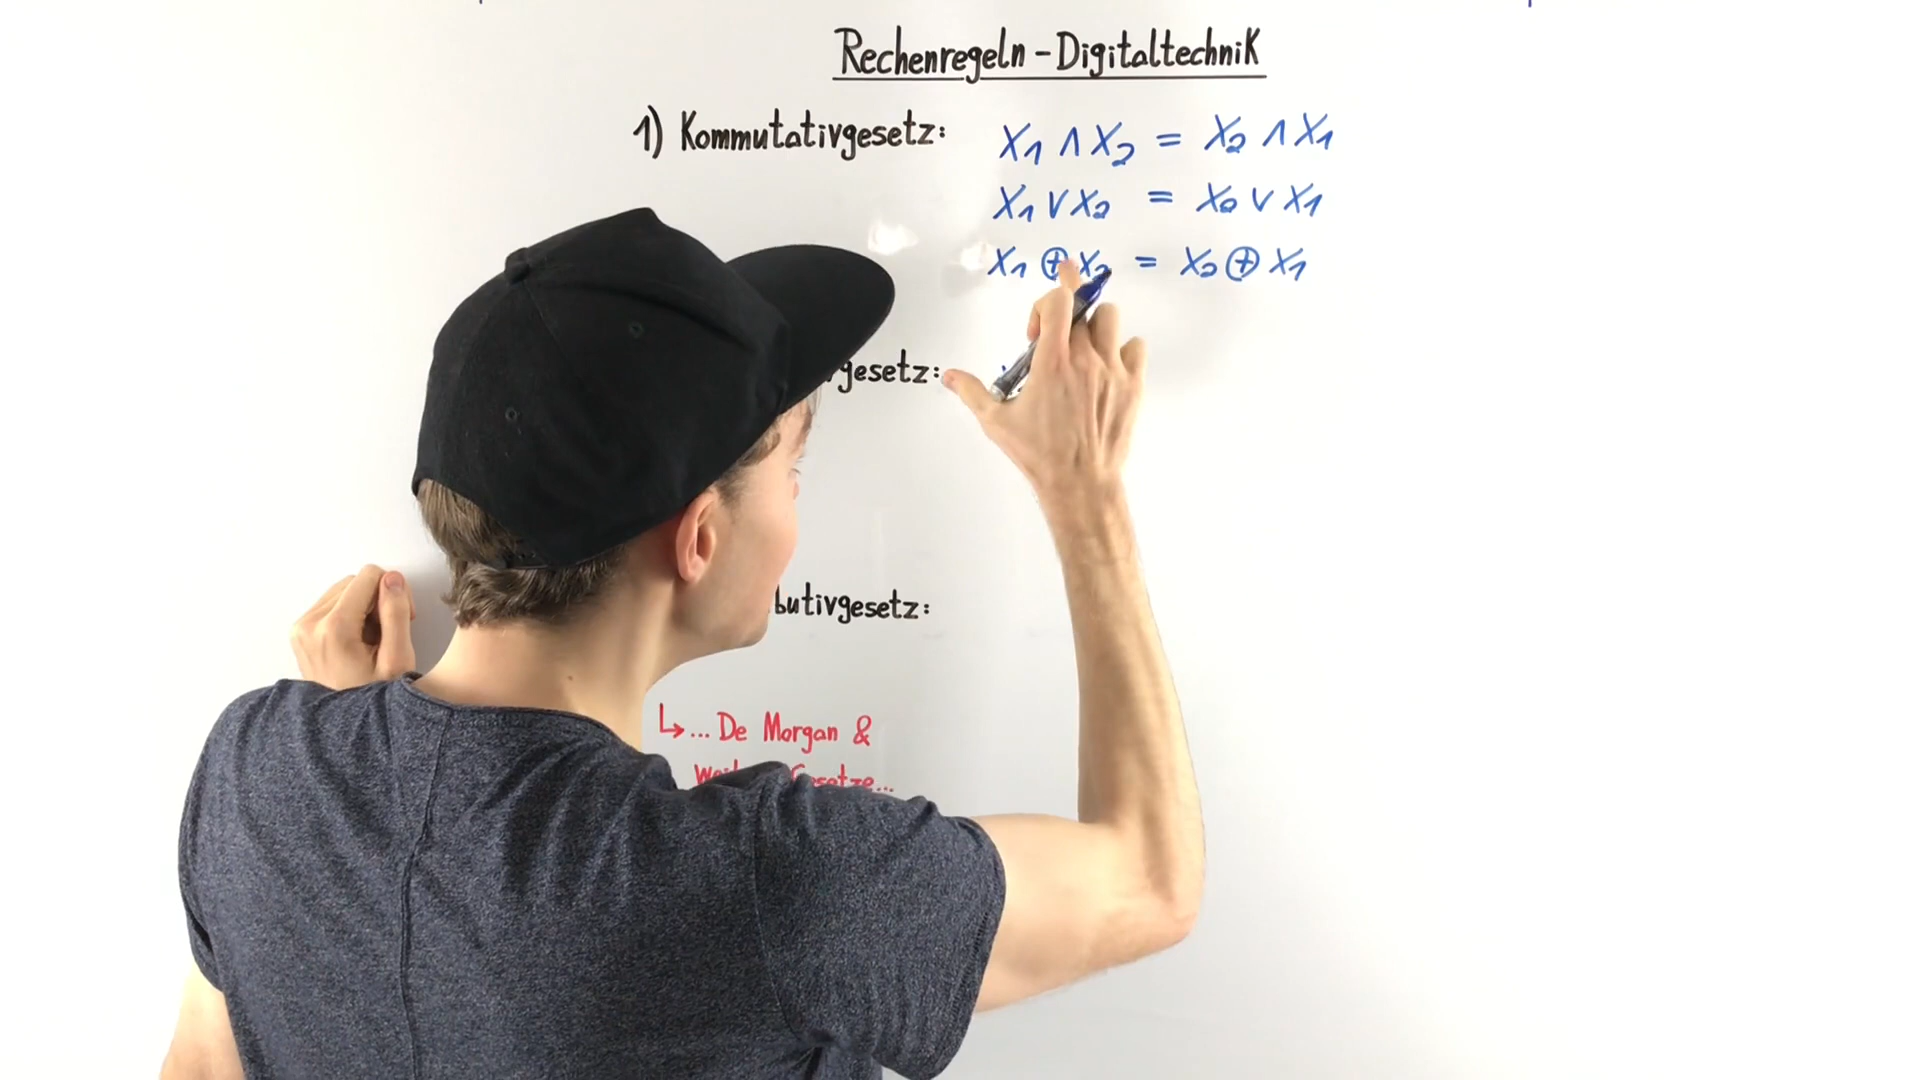 Rechenregeln - Digitaltechnik
1) Kommutativgesetz: X₁ ∧ X₂ = X₂ ∧ X₁
X₁ ∨ X₂ = X₂ ∨ X₁
X₁ ⊕ X₂ = X₂ ⊕ X₁
gesetz:
butivgesetz:
↳ ... De Morgan &